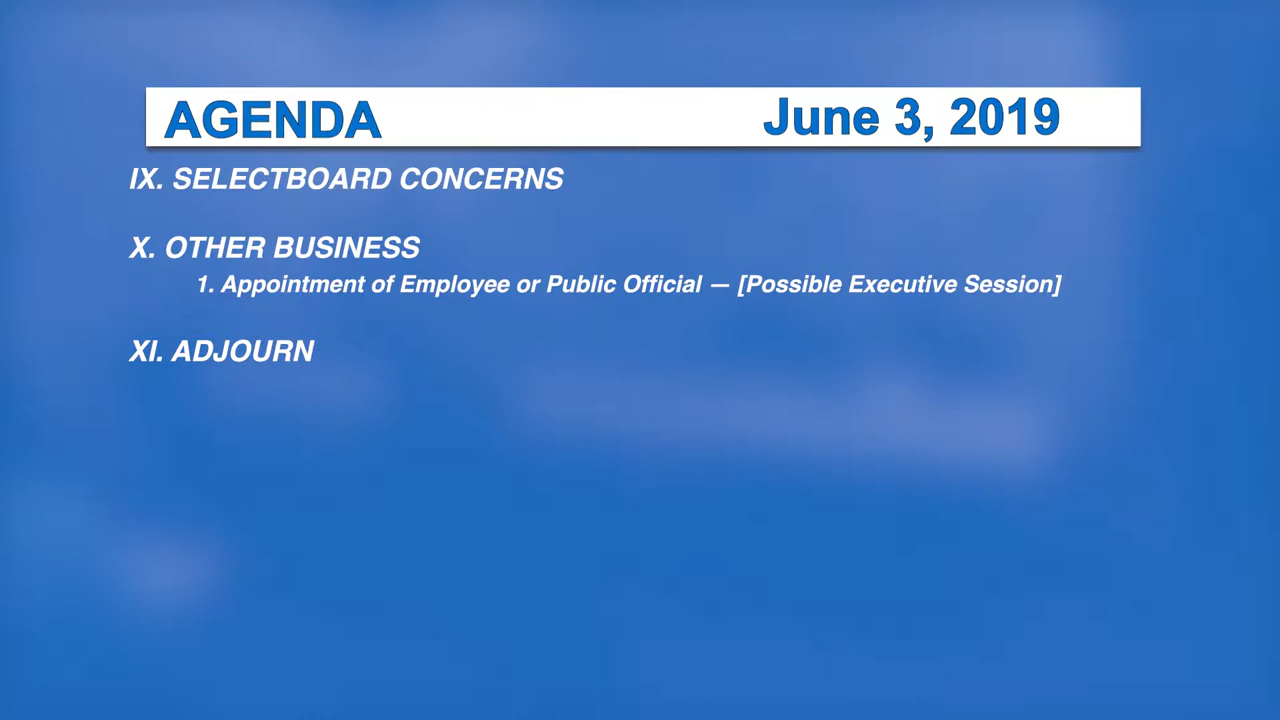 AGENDA June 3, 2019
IX. SELECTBOARD CONCERNS
X. OTHER BUSINESS
1. Appointment of Employee or Public Official — [Possible Executive Session]
XI. ADJOURN